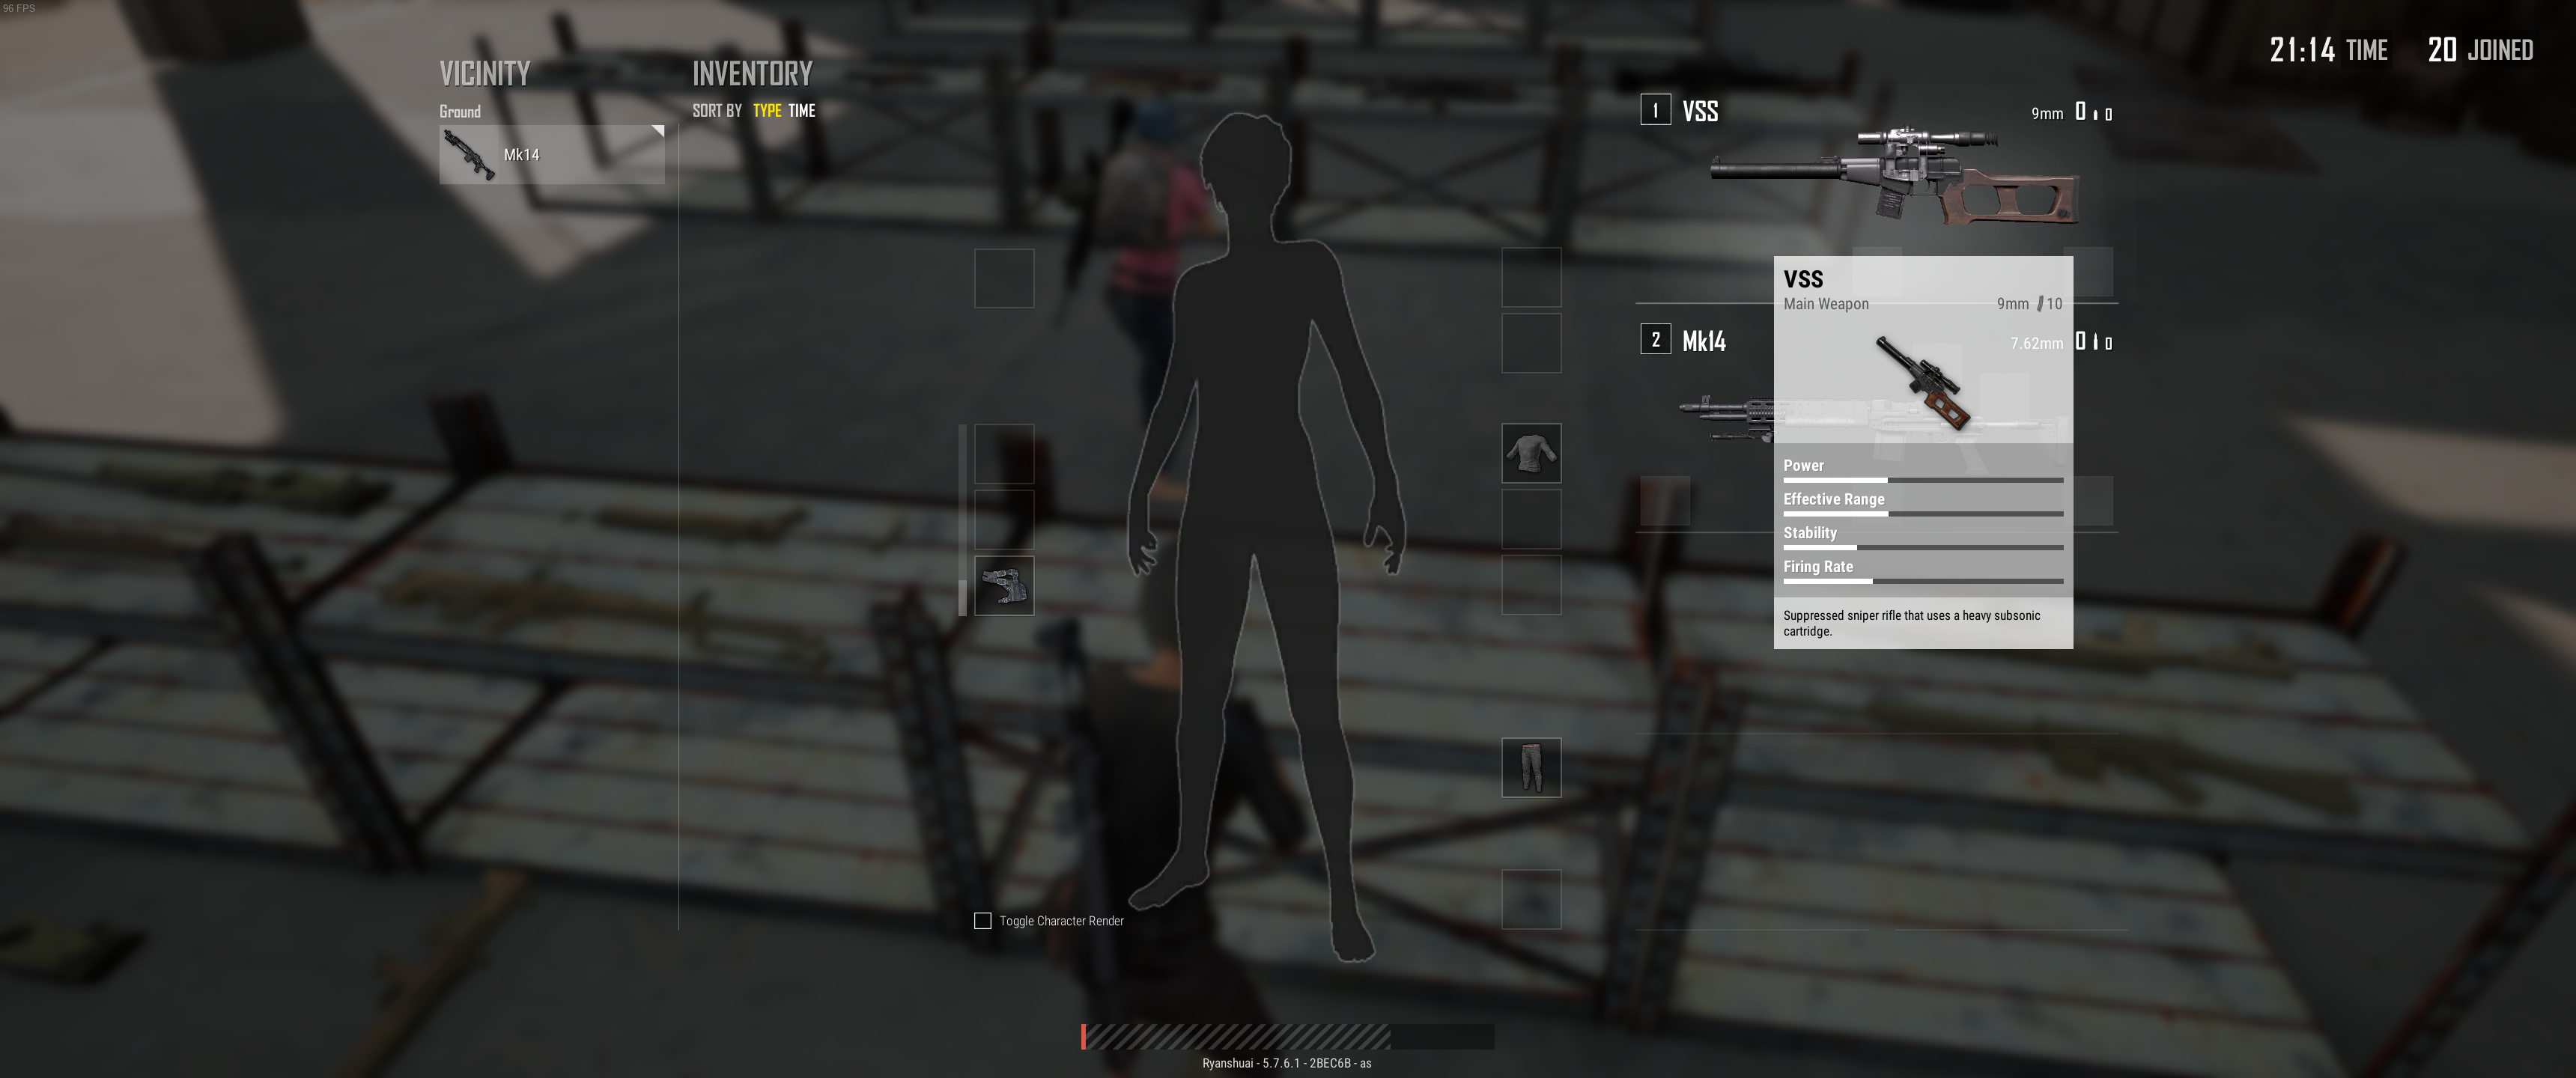 96 FPS
21:14 TIME 20 JOINED
VICINITY
Ground
Mk14
INVENTORY
SORT BY TYPE TIME
1 VSS 9mm 0 0
VSS
Main Weapon 9mm 10
2 Mk14 7.62mm 0 0
Power
Effective Range
Stability
Firing Rate
Suppressed sniper rifle that uses a heavy subsonic
cartridge.
Toggle Character Render
Ryanshuai - 5.7.6.1 - 2BEC6B - as